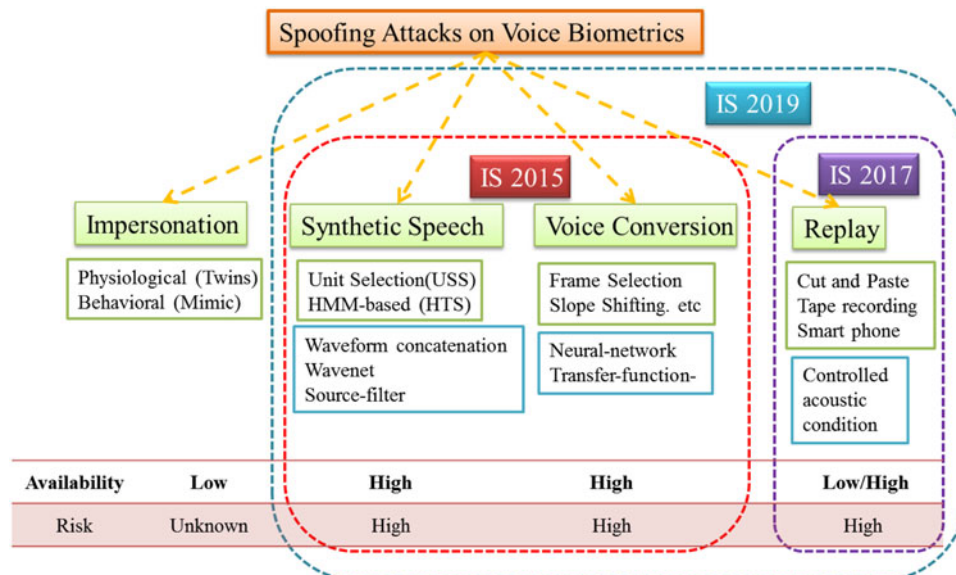 Spoofing Attacks on Voice Biometrics
IS 2019
IS 2015
IS 2017
Impersonation
Physiological (Twins)
Behavioral (Mimic)
Synthetic Speech
Unit Selection(USS)
HMM-based (HTS)
Waveform concatenation
Wavenet
Source-filter
Voice Conversion
Frame Selection
Slope Shifting. etc
Neural-network
Transfer-function-
Replay
Cut and Paste
Tape recording
Smart phone
Controlled
acoustic
condition
Availability Low High High Low/High
Risk Unknown High High High